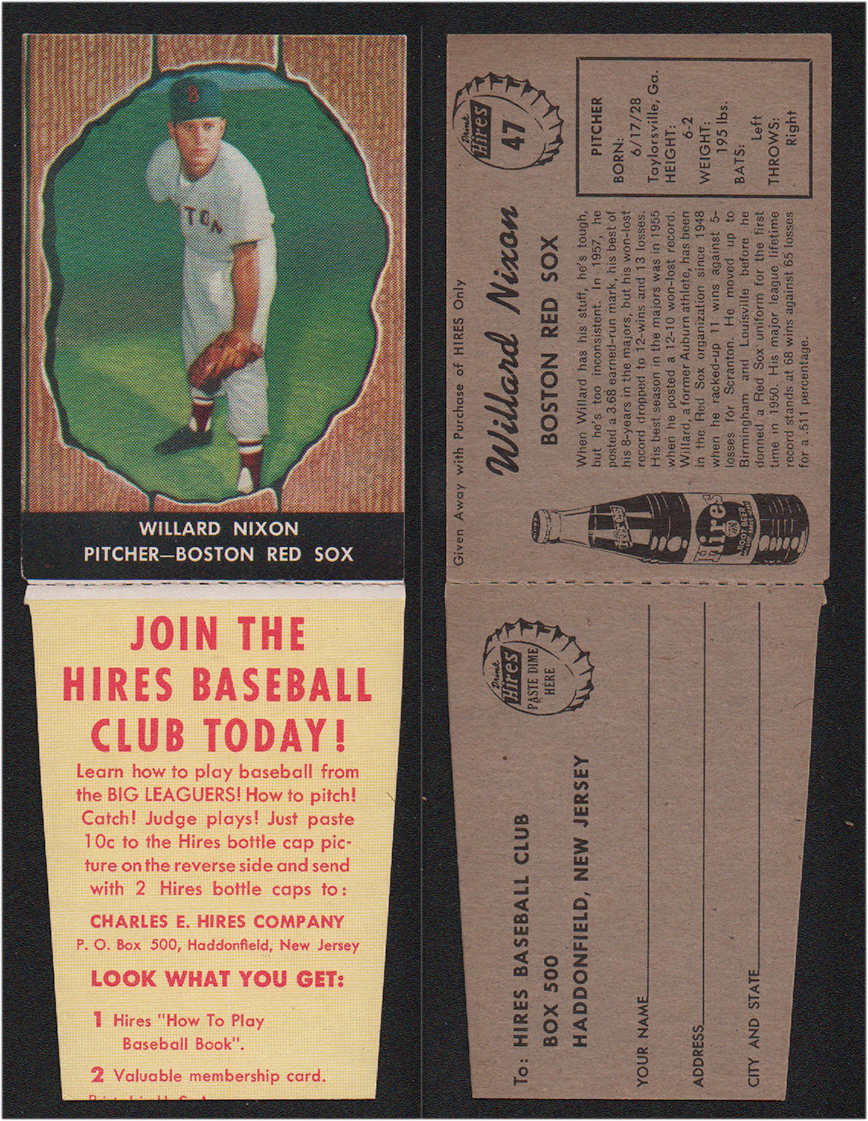 TON
WILLARD NIXON
PITCHER—BOSTON RED SOX
JOIN THE
HIRES BASEBALL
CLUB TODAY!
Learn how to play baseball from
the BIG LEAGUERS! How to pitch!
Catch! Judge plays! Just paste
10c to the Hires bottle cap pic-
ture on the reverse side and send
with 2 Hires bottle caps to:
CHARLES E. HIRES COMPANY
P. O. Box 500, Haddonfield, New Jersey
LOOK WHAT YOU GET:
1 Hires "How To Play
Baseball Book".
2 Valuable membership card.
Given Away with Purchase of HIRES Only
Willard Nixon
BOSTON RED SOX
Drink
Hires
47
PITCHER
BORN:
6/17/28
Taylorsville, Ga.
HEIGHT:
6-2
WEIGHT:
195 lbs.
BATS:
Left
THROWS:
Right
When Willard has his stuff, he's tough,
but he's too inconsistent. In 1957, he
posted a 3.68 earned-run mark, his best of
his 8-years in the majors, but his won-lost
record dropped to 12-wins and 13 losses.
His best season in the majors was in 1955
when he posted a 12-10 won-lost record.
Willard, a former Auburn athlete, has been
in the Red Sox organization since 1948
when he racked-up 11 wins against 5-
losses for Scranton. He moved up to
Birmingham and Louisville before he
donned a Red Sox uniform for the first
time in 1950. His major league, lifetime
record stands at 68 wins against 65 losses
for a .511 percentage.
Hires
Hires
ROOT BEER
Drink
Hires
PASTE DIME
HERE
To: HIRES BASEBALL CLUB
BOX 500
HADDONFIELD, NEW JERSEY
YOUR NAME
ADDRESS
CITY AND STATE